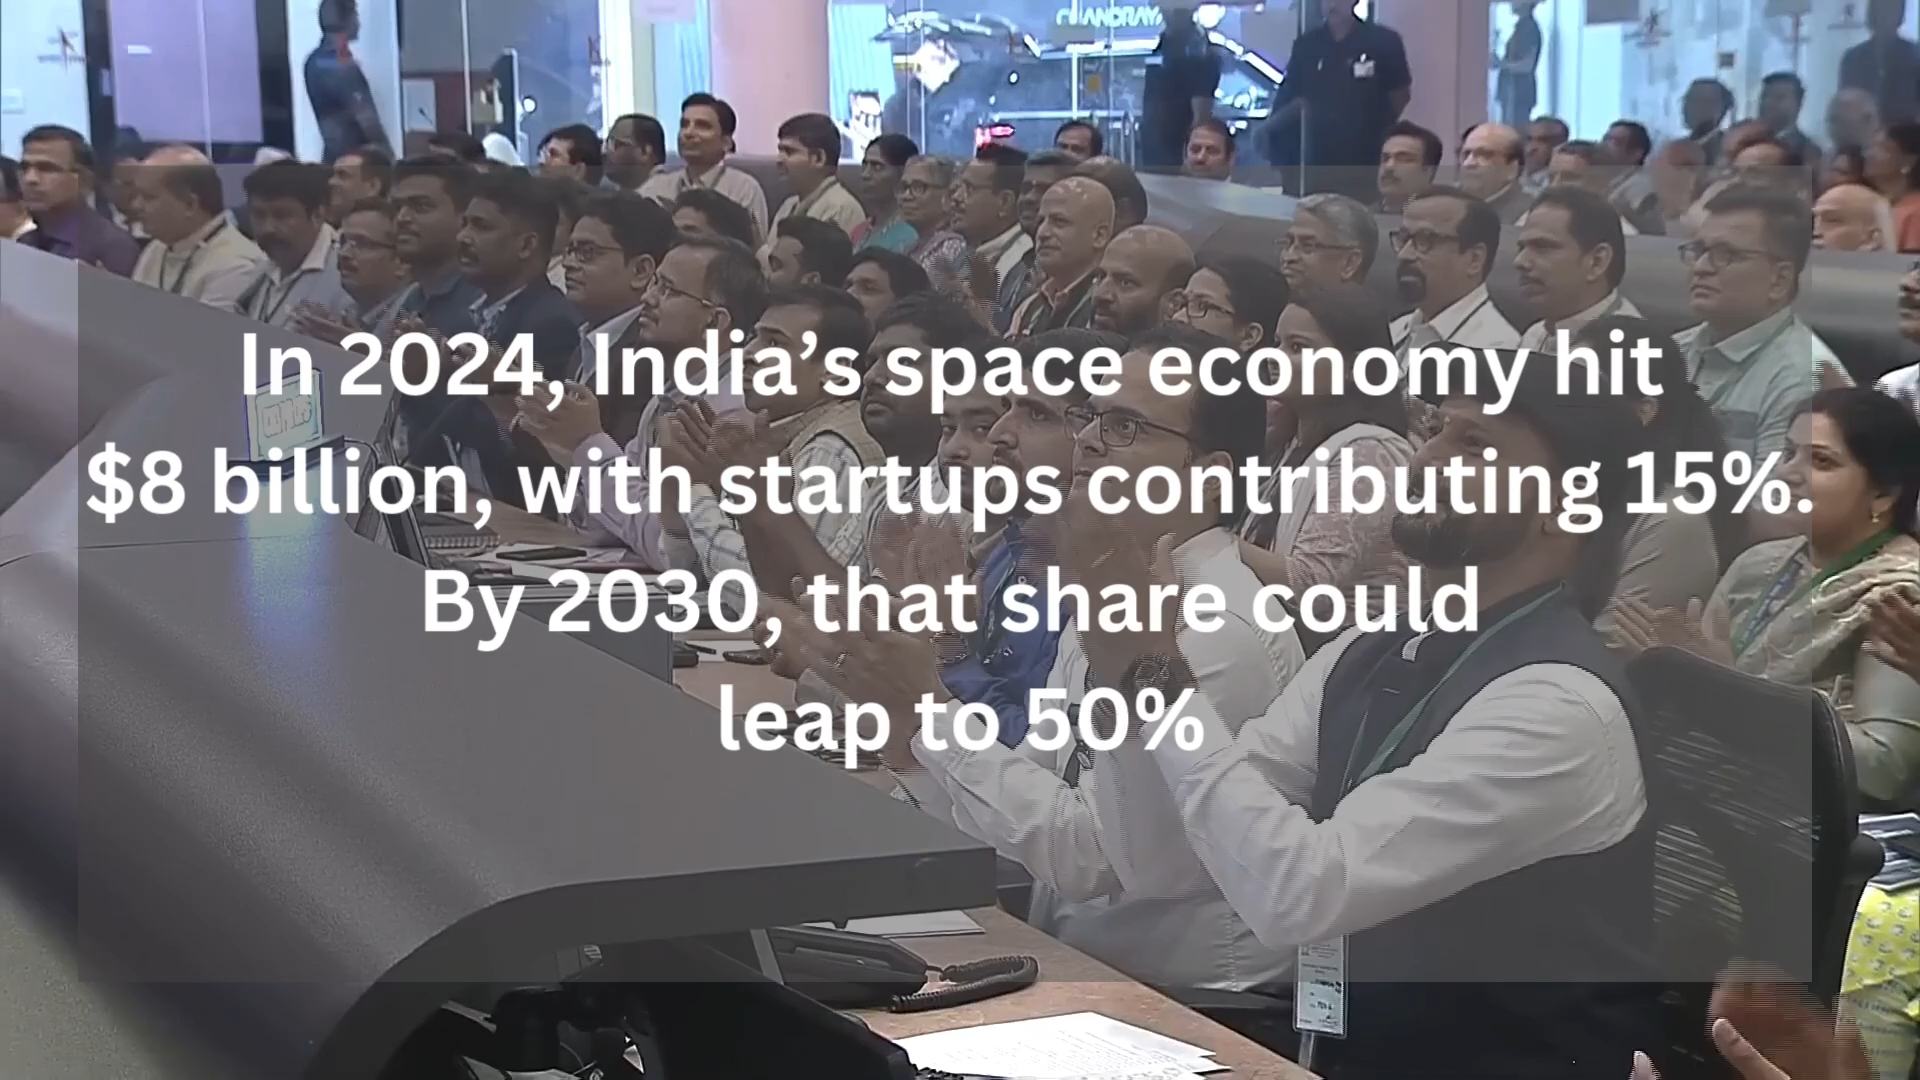 CHANDRAYA
In 2024, India’s space economy hit
$8 billion, with startups contributing 15%.
By 2030, that share could
leap to 50%